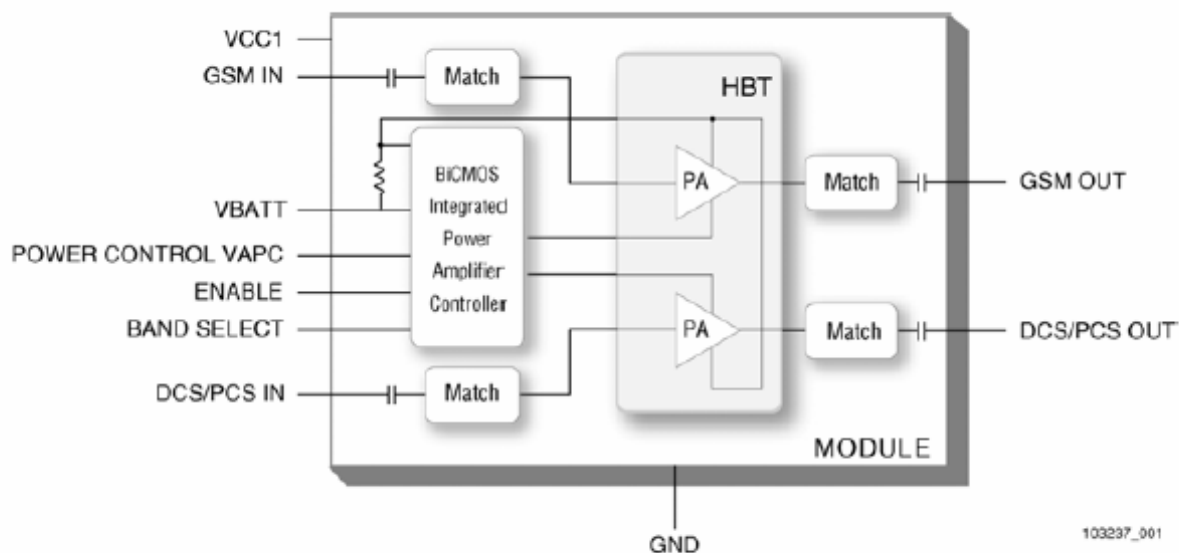 VCC1
GSM IN
Match
HBT
BiCMOS
Integrated
Power
Amplifier
Controller
PA
Match
GSM OUT
VBATT
POWER CONTROL VAPC
ENABLE
BAND SELECT
PA
Match
DCS/PCS OUT
DCS/PCS IN
Match
MODULE
GND
103237_001